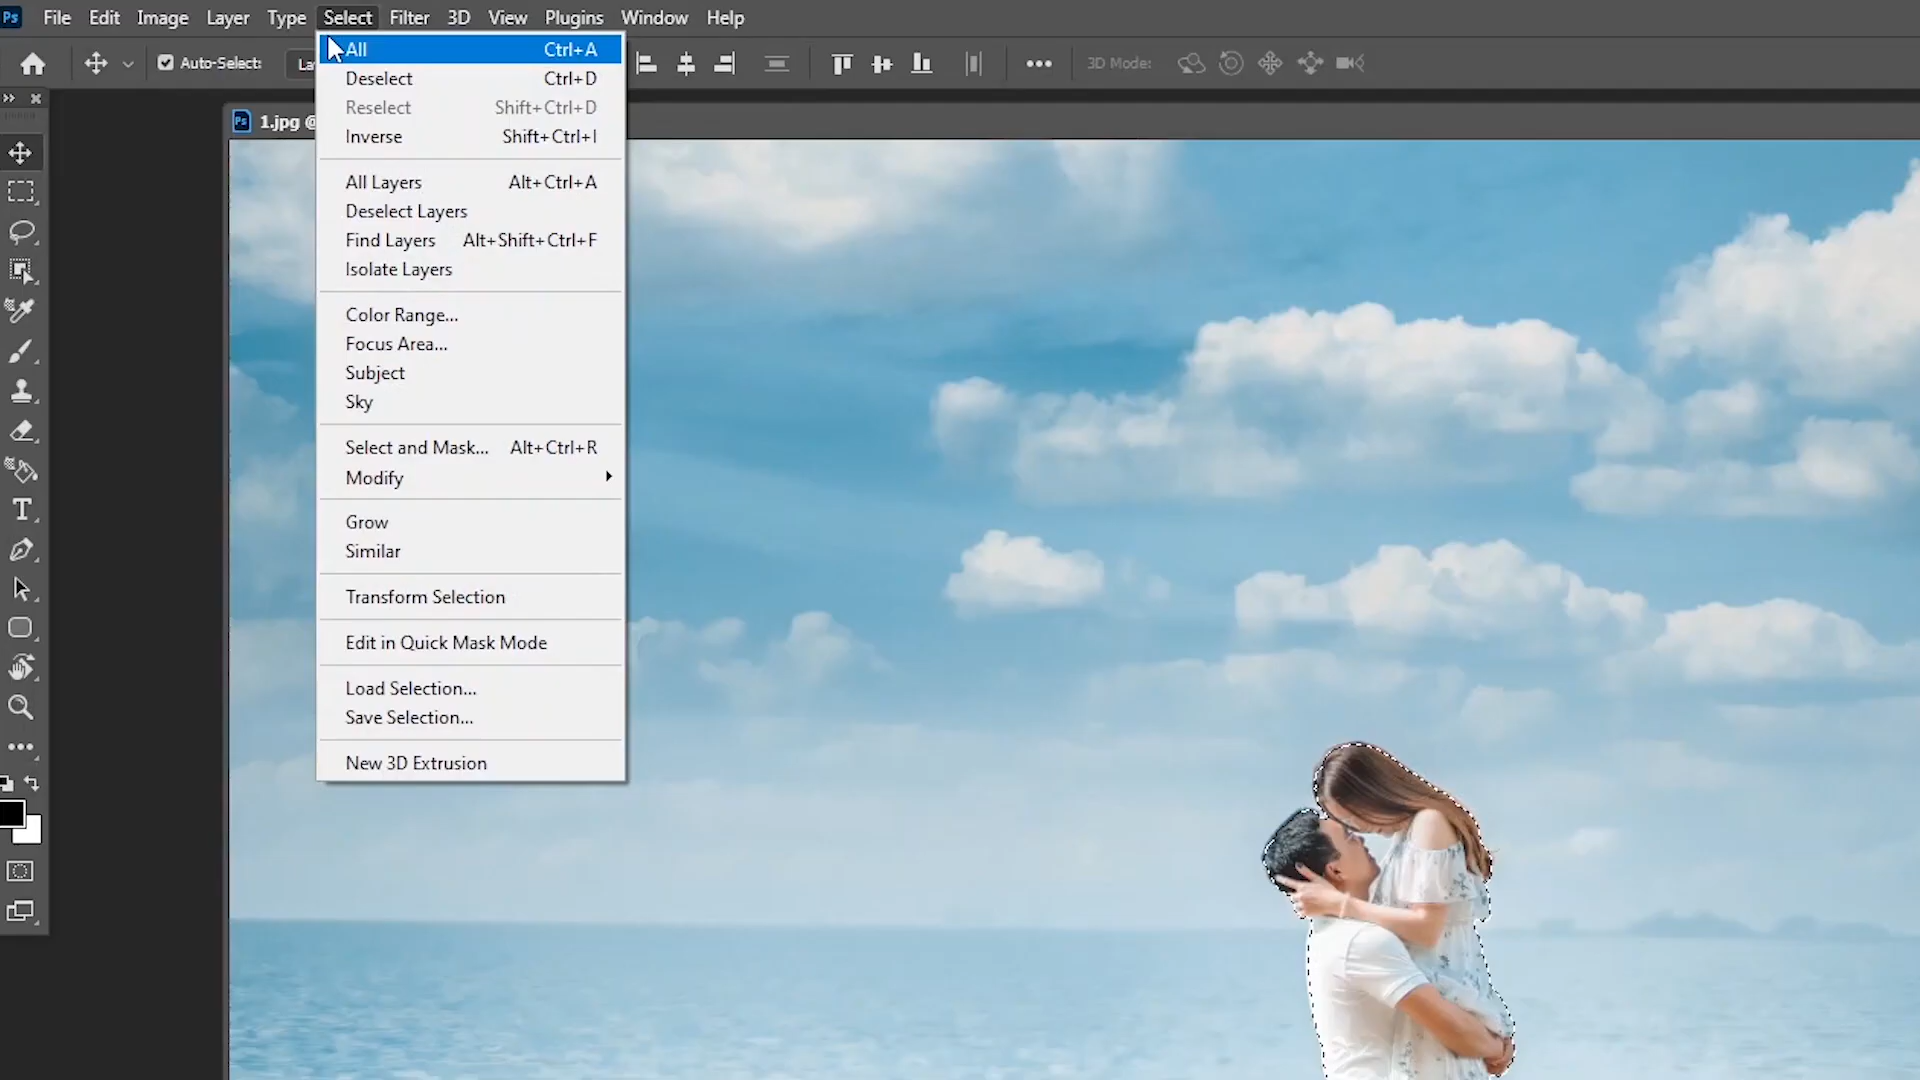 Ps File Edit Image Layer Type Select Filter 3D View Plugins Window Help
Auto-Select: La 3D Mode:
Ps 1.jpg @
All Ctrl+A
Deselect Ctrl+D
Reselect Shift+Ctrl+D
Inverse Shift+Ctrl+I
All Layers Alt+Ctrl+A
Deselect Layers
Find Layers Alt+Shift+Ctrl+F
Isolate Layers
Color Range...
Focus Area...
Subject
Sky
Select and Mask... Alt+Ctrl+R
Modify
Grow
Similar
Transform Selection
Edit in Quick Mask Mode
Load Selection...
Save Selection...
New 3D Extrusion